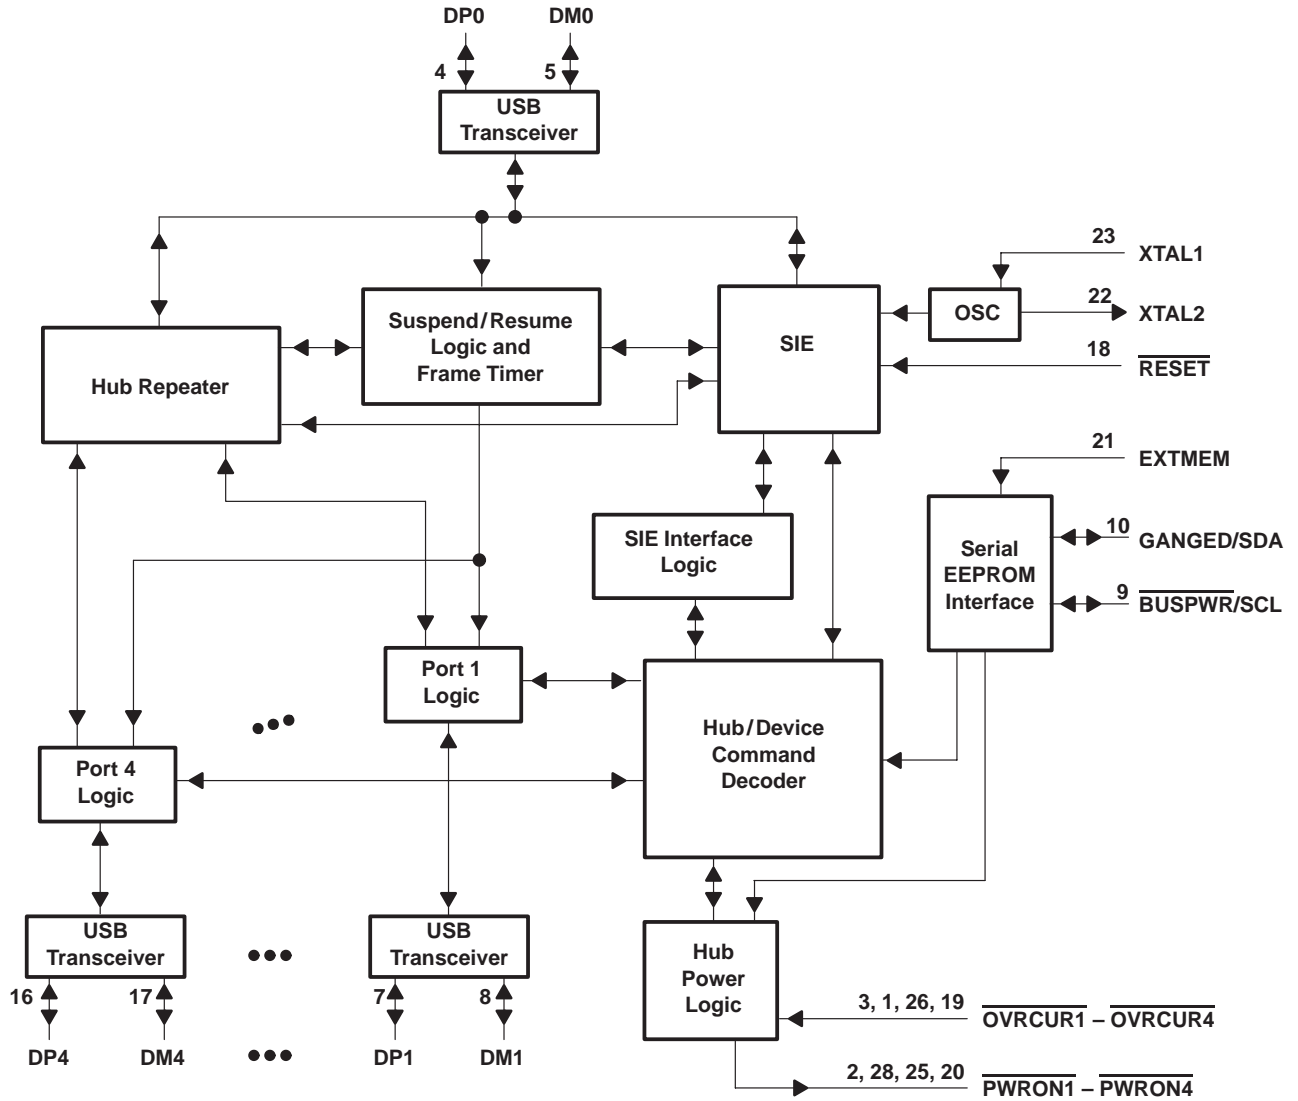 DP0 DM0
4 5
USB
Transceiver
23 XTAL1
22 XTAL2
OSC
18 RESET
Suspend/Resume
Logic and
Frame Timer
SIE
Hub Repeater
21 EXTMEM
10 GANGED/SDA
9 BUSPWR/SCL
Serial
EEPROM
Interface
SIE Interface
Logic
Port 1
Logic
Hub/Device
Command
Decoder
Port 4
Logic
USB
Transceiver
USB
Transceiver
Hub
Power
Logic
16 17 7 8
DP4 DM4 DP1 DM1
3, 1, 26, 19 OVRCUR1 – OVRCUR4
2, 28, 25, 20 PWRON1 – PWRON4